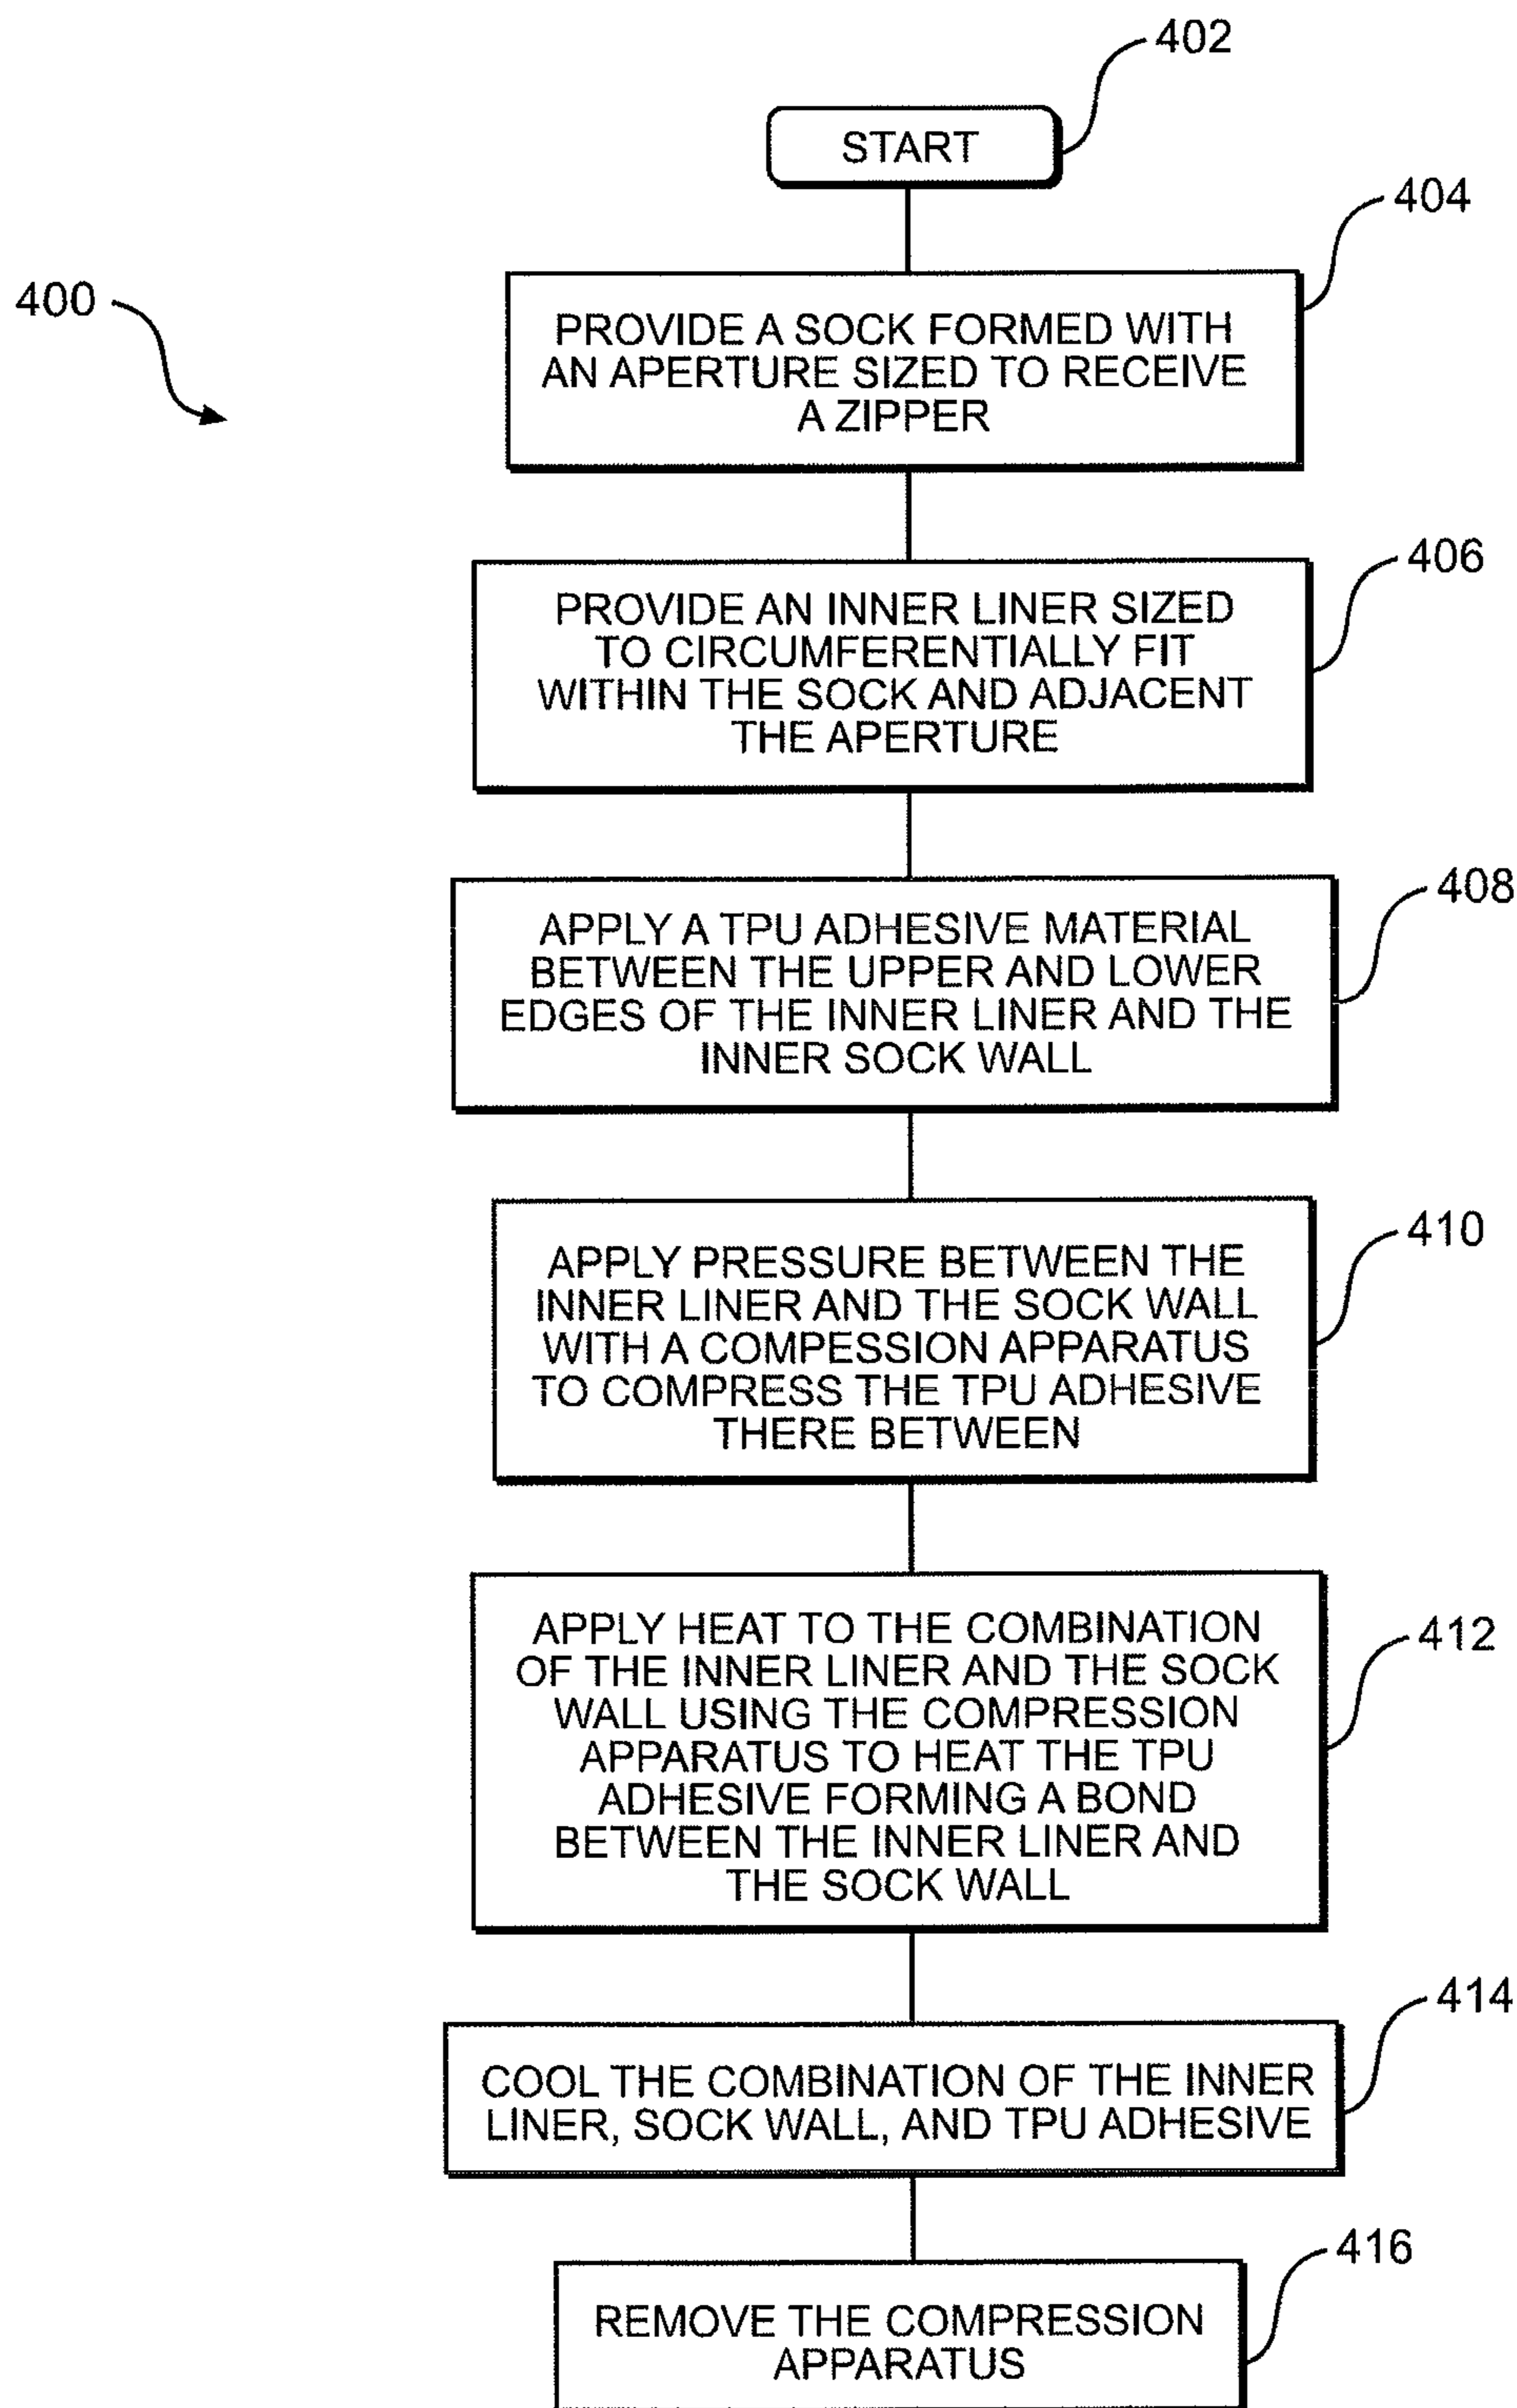 402
START
404
400
PROVIDE A SOCK FORMED WITH
AN APERTURE SIZED TO RECEIVE
A ZIPPER
406
PROVIDE AN INNER LINER SIZED
TO CIRCUMFERENTIALLY FIT
WITHIN THE SOCK AND ADJACENT
THE APERTURE
408
APPLY A TPU ADHESIVE MATERIAL
BETWEEN THE UPPER AND LOWER
EDGES OF THE INNER LINER AND THE
INNER SOCK WALL
410
APPLY PRESSURE BETWEEN THE
INNER LINER AND THE SOCK WALL
WITH A COMPESSION APPARATUS
TO COMPRESS THE TPU ADHESIVE
THERE BETWEEN
412
APPLY HEAT TO THE COMBINATION
OF THE INNER LINER AND THE SOCK
WALL USING THE COMPRESSION
APPARATUS TO HEAT THE TPU
ADHESIVE FORMING A BOND
BETWEEN THE INNER LINER AND
THE SOCK WALL
414
COOL THE COMBINATION OF THE INNER
LINER, SOCK WALL, AND TPU ADHESIVE
416
REMOVE THE COMPRESSION
APPARATUS